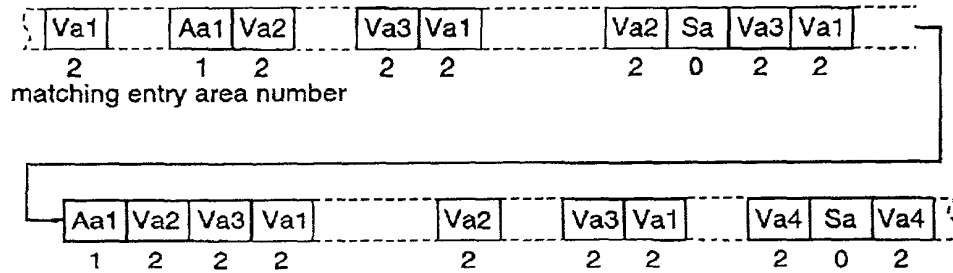 Va1 Aa1 Va2 Va3 Va1 Va2 Sa Va3 Va1
2 1 2 2 2 2 0 2 2
matching entry area number
Aa1 Va2 Va3 Va1 Va2 Va3 Va1 Va4 Sa Va4
1 2 2 2 2 2 2 2 0 2